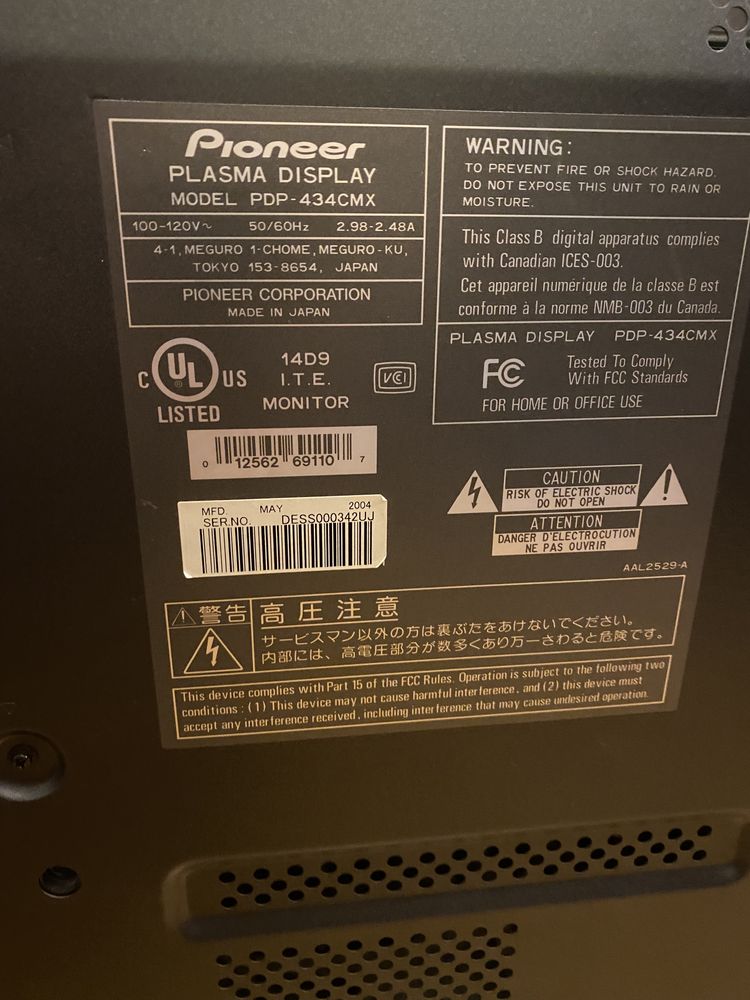 Pioneer
PLASMA DISPLAY
MODEL PDP-434CMX
100-120V~ 50/60Hz 2.98-2.48A
4-1, MEGURO 1-CHOME, MEGURO-KU,
TOKYO 153-8654, JAPAN
PIONEER CORPORATION
MADE IN JAPAN
WARNING:
TO PREVENT FIRE OR SHOCK HAZARD.
DO NOT EXPOSE THIS UNIT TO RAIN OR
MOISTURE.
This Class B digital apparatus complies
with Canadian ICES-003.
Cet appareil numérique de la classe B est
conforme à la norme NMB-003 du Canada.
PLASMA DISPLAY PDP-434CMX
FC
Tested To Comply
With FCC Standards
FOR HOME OR OFFICE USE
C UL ® US
LISTED
14D9
I.T.E.
MONITOR
VCI
0 12562 69110 7
MFD. MAY 2004
SER.NO. DESS000342UJ
CAUTION
RISK OF ELECTRIC SHOCK
DO NOT OPEN
ATTENTION
DANGER D'ELECTROCUTION
NE PAS OUVRIR
AAL2529-A
警告 高圧注意
サービスマン以外の方は裏ぶたをあけないでください。
内部には、高電圧部分が数多くあり万一さわると危険です。
This device complies with Part 15 of the FCC Rules. Operation is subject to the following two
conditions : (1) This device may not cause harmful interference, and (2) this device must
accept any interference received, including interference that may cause undesired operation.